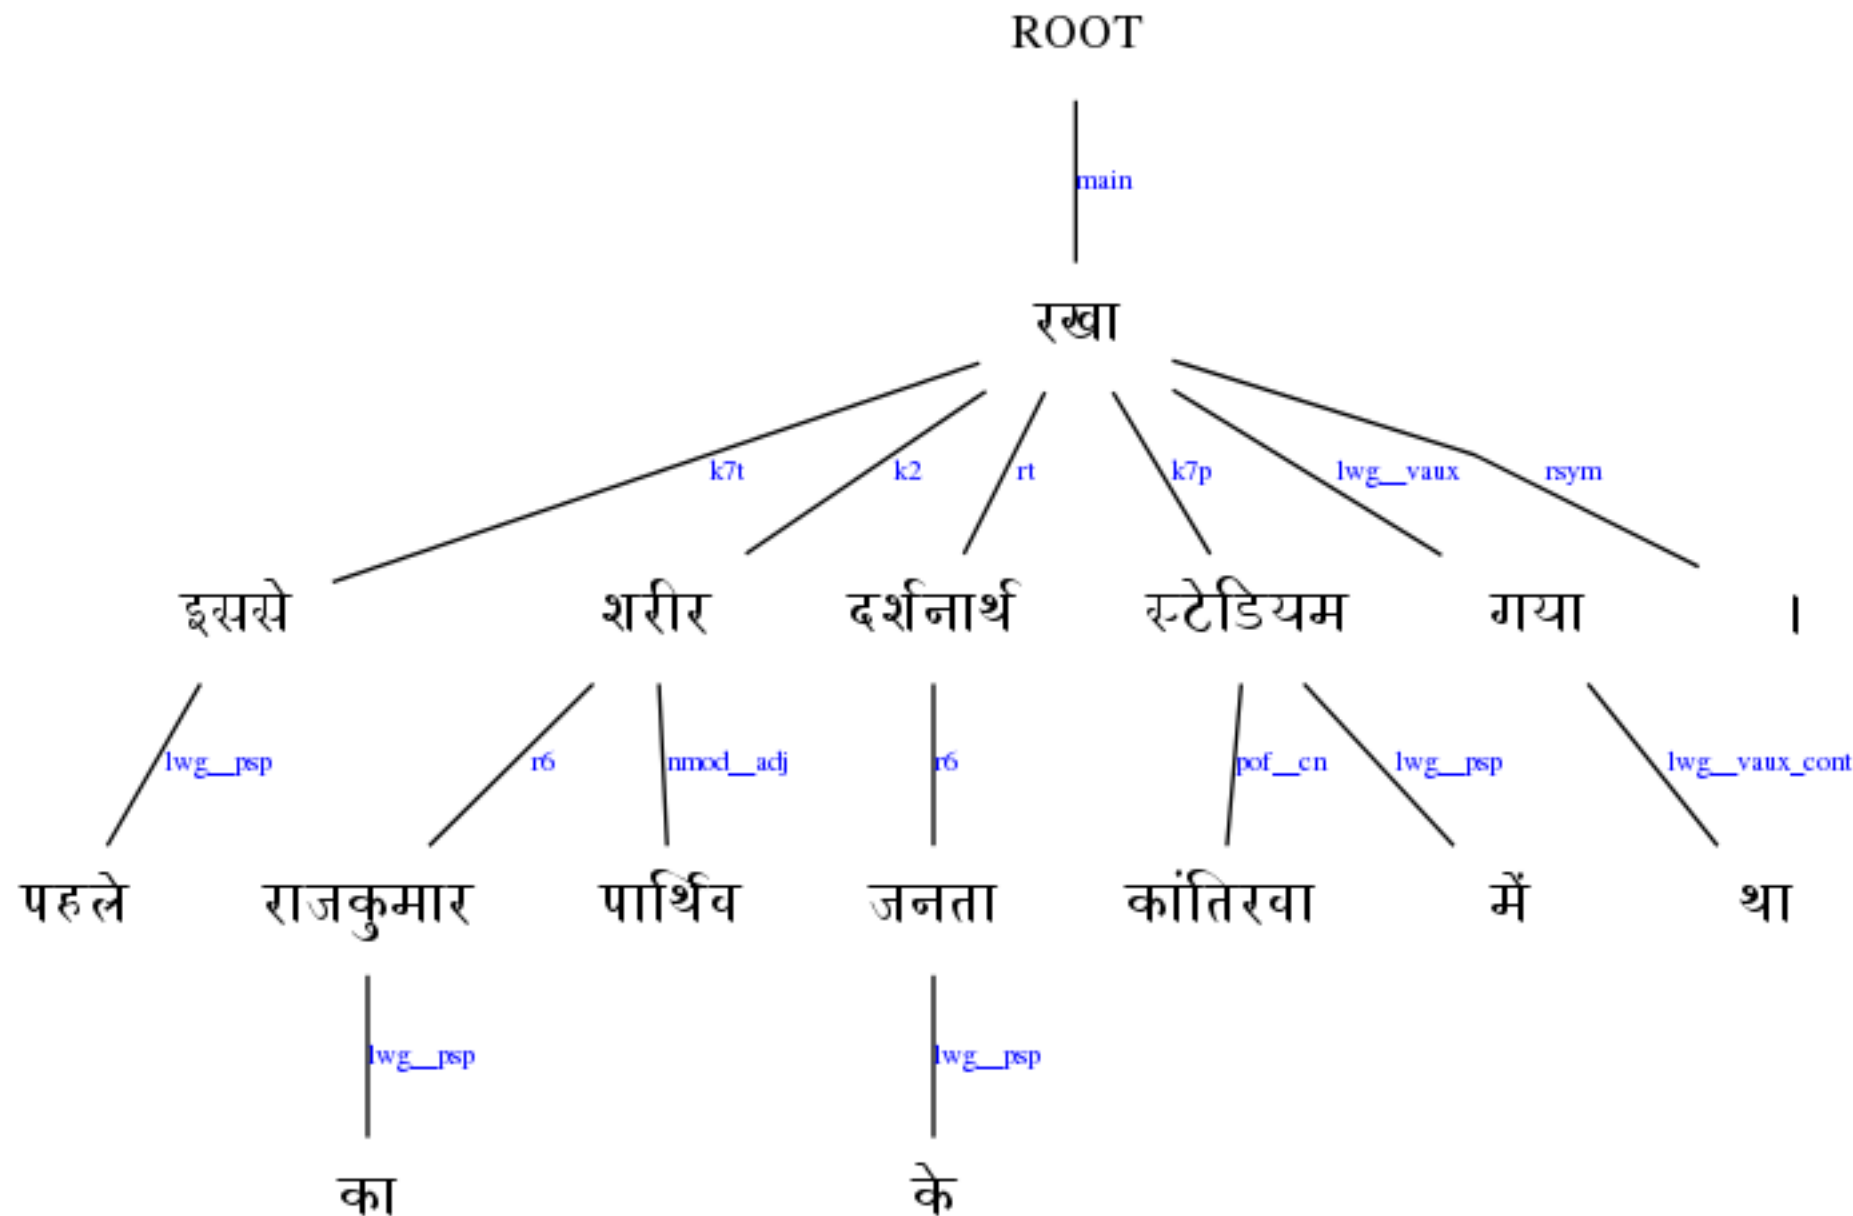 ROOT
main
रखा
k7t k2 rt k7p lwg__vaux rsym
इससे शरीर दर्शनार्थ स्टेडियम गया ।
lwg__psp r6 nmod__adj r6 pof__cn lwg__psp lwg__vaux_cont
पहले राजकुमार पार्थिव जनता कांतिरवा में था
lwg__psp lwg__psp
का के